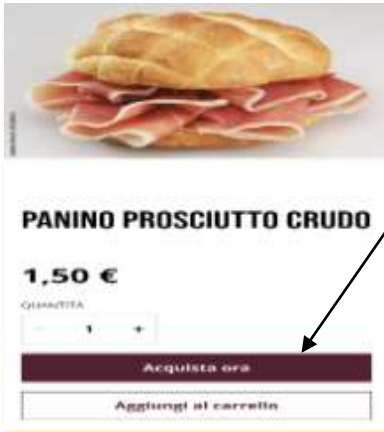 PANINO PROSCIUTTO CRUDO
1,50 €
QUANTITÀ
- 1 +
Acquista ora
Aggiungi al carrello